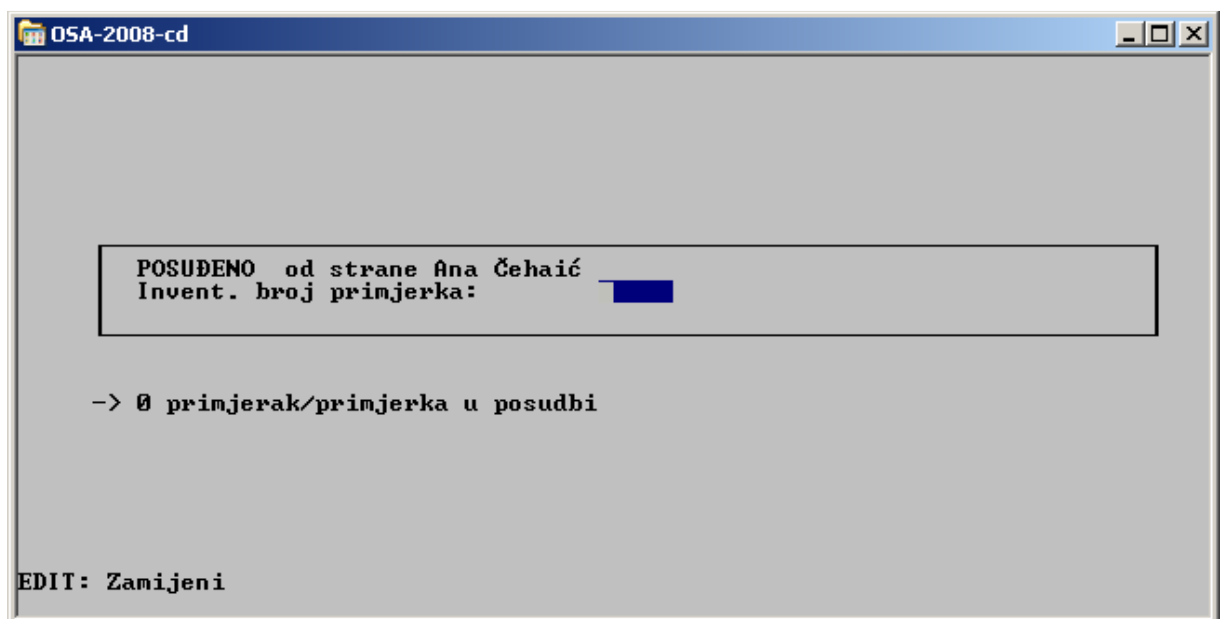 OSA-2008-cd
POSUĐENO od strane Ana Čehaić
Invent. broj primjerka:
-> 0 primjerak/primjerka u posudbi
EDIT: Zamijeni